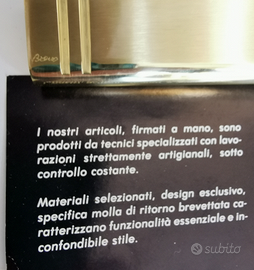 I nostri articoli, firmati a mano, sono
prodotti da tecnici specializzati con lavo-
razioni strettamente artigianali, sotto
controllo costante.
Materiali selezionati, design esclusivo,
specifica molla di ritorno brevettata ca-
ratterizzano funzionalità essenziale e in-
confondibile stile.
subito